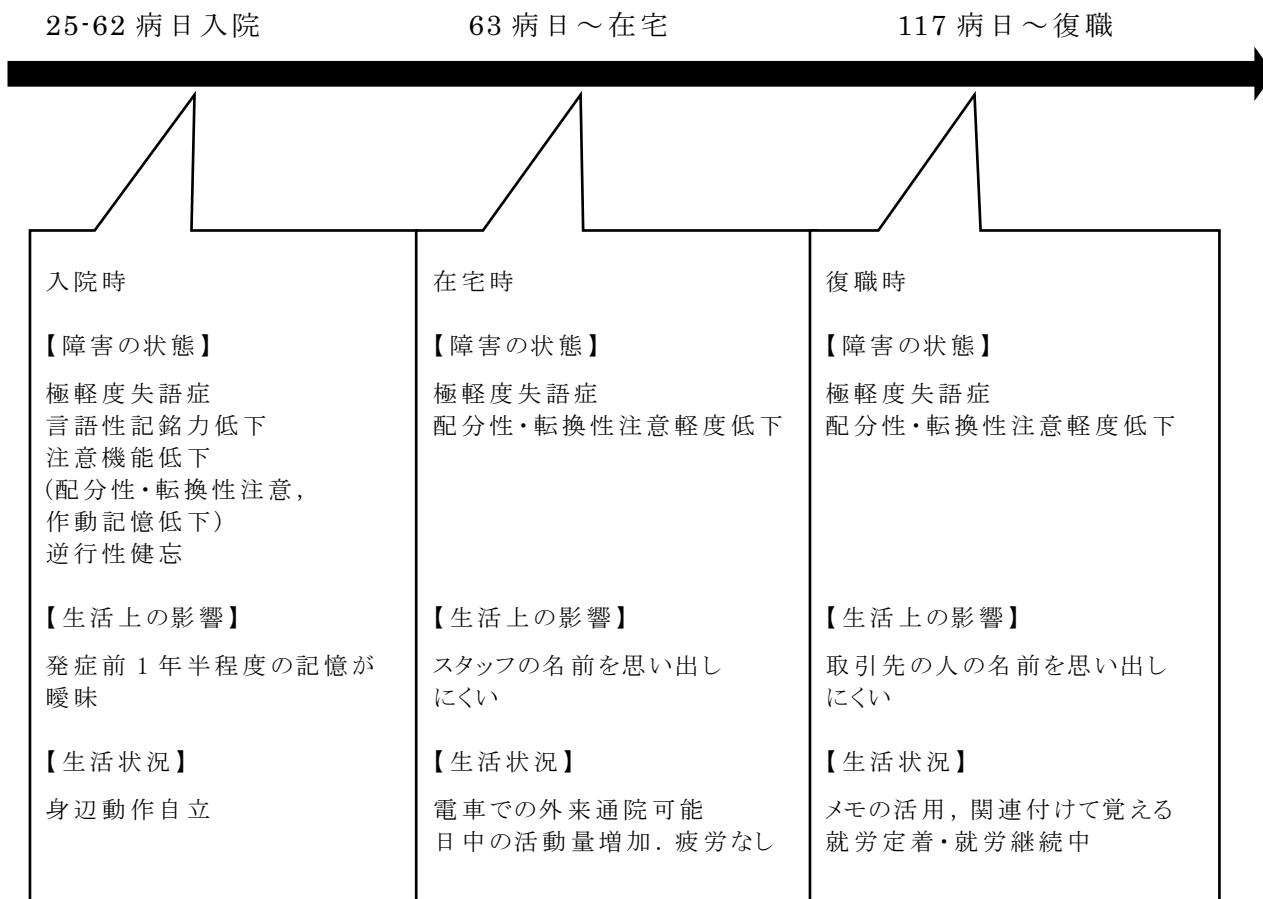 25-62 病日入院
63 病日～在宅
117 病日～復職
入院時
【障害の状態】
極軽度失語症
言語性記銘力低下
注意機能低下
(配分性・転換性注意,
作動記憶低下)
逆行性健忘
【生活上の影響】
発症前 1 年半程度の記憶が
曖昧
【生活状況】
身辺動作自立
在宅時
【障害の状態】
極軽度失語症
配分性・転換性注意軽度低下
【生活上の影響】
スタッフの名前を思い出し
にくい
【生活状況】
電車での外来通院可能
日中の活動量増加. 疲労なし
復職時
【障害の状態】
極軽度失語症
配分性・転換性注意軽度低下
【生活上の影響】
取引先の人の名前を思い出し
にくい
【生活状況】
メモの活用, 関連付けて覚える
就労定着・就労継続中